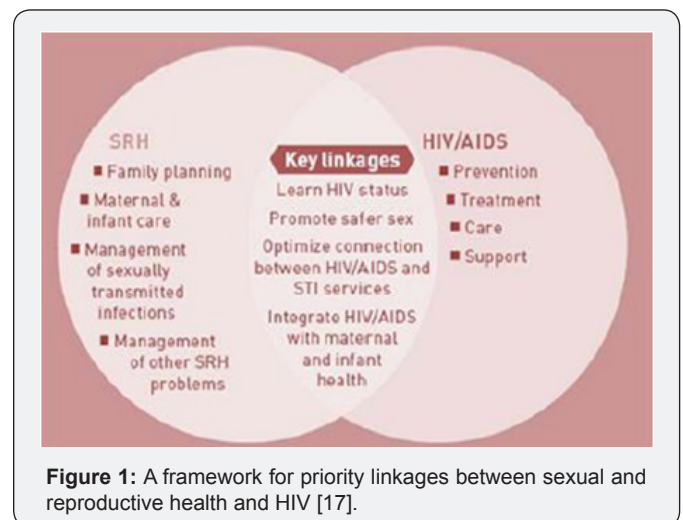 SRH
Family planning
Maternal &
infant care
Management
of sexually
transmitted
infections
Management
of other SRH
problems
Key linkages
Learn HIV status
Promote safer sex
Optimize connection
between HIV/AIDS and
STI services
Integrate HIV/AIDS
with maternal
and infant
health
HIV/AIDS
Prevention
Treatment
Care
Support
Figure 1: A framework for priority linkages between sexual and
reproductive health and HIV [17].